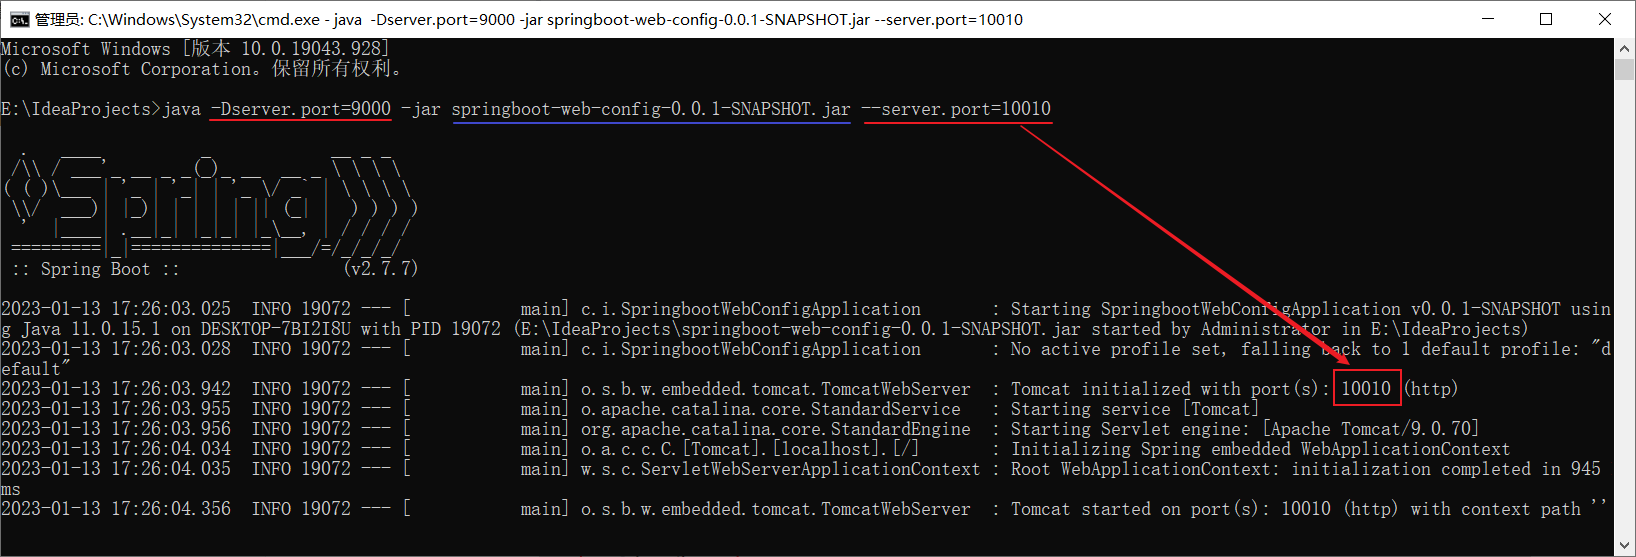 管理员: C:\Windows\System32\cmd.exe - java  -Dserver.port=9000 -jar springboot-web-config-0.0.1-SNAPSHOT.jar --server.port=10010
Microsoft Windows [版本 10.0.19043.928]
(c) Microsoft Corporation。保留所有权利。
E:\IdeaProjects>java -Dserver.port=9000 -jar springboot-web-config-0.0.1-SNAPSHOT.jar --server.port=10010
Spring
:: Spring Boot ::                (v2.7.7)
2023-01-13 17:26:03.025  INFO 19072 --- [           main] c.i.SpringbootWebConfigApplication       : Starting SpringbootWebConfigApplication v0.0.1-SNAPSHOT usin
g Java 11.0.15.1 on DESKTOP-7BI2I8U with PID 19072 (E:\IdeaProjects\springboot-web-config-0.0.1-SNAPSHOT.jar started by Administrator in E:\IdeaProjects)
2023-01-13 17:26:03.028  INFO 19072 --- [           main] c.i.SpringbootWebConfigApplication       : No active profile set, falling back to 1 default profile: "d
efault"
2023-01-13 17:26:03.942  INFO 19072 --- [           main] o.s.b.w.embedded.tomcat.TomcatWebServer  : Tomcat initialized with port(s): 10010 (http)
2023-01-13 17:26:03.955  INFO 19072 --- [           main] o.apache.catalina.core.StandardService   : Starting service [Tomcat]
2023-01-13 17:26:03.956  INFO 19072 --- [           main] org.apache.catalina.core.StandardEngine  : Starting Servlet engine: [Apache Tomcat/9.0.70]
2023-01-13 17:26:04.034  INFO 19072 --- [           main] o.a.c.c.C.[Tomcat].[localhost].[/]       : Initializing Spring embedded WebApplicationContext
2023-01-13 17:26:04.035  INFO 19072 --- [           main] w.s.c.ServletWebServerApplicationContext : Root WebApplicationContext: initialization completed in 945
ms
2023-01-13 17:26:04.356  INFO 19072 --- [           main] o.s.b.w.embedded.tomcat.TomcatWebServer  : Tomcat started on port(s): 10010 (http) with context path ''